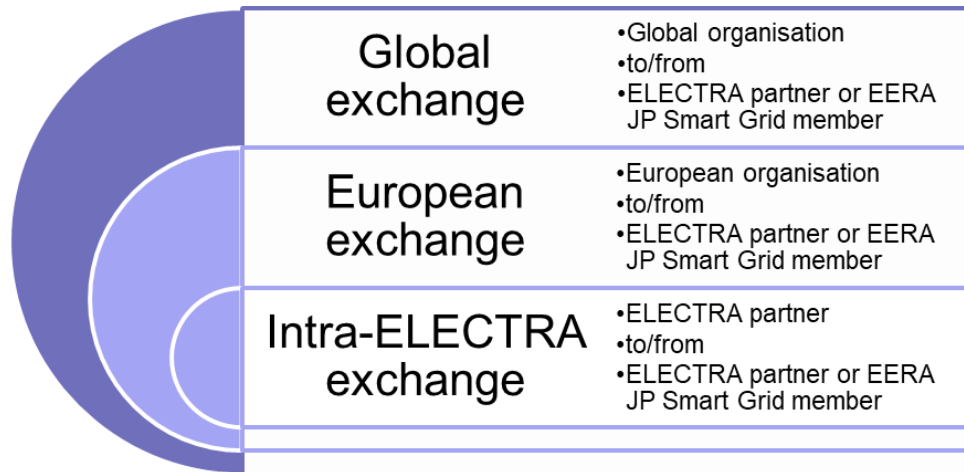 Global
exchange
•Global organisation
•to/from
•ELECTRA partner or EERA
JP Smart Grid member
European
exchange
•European organisation
•to/from
•ELECTRA partner or EERA
JP Smart Grid member
Intra-ELECTRA
exchange
•ELECTRA partner
•to/from
•ELECTRA partner or EERA
JP Smart Grid member